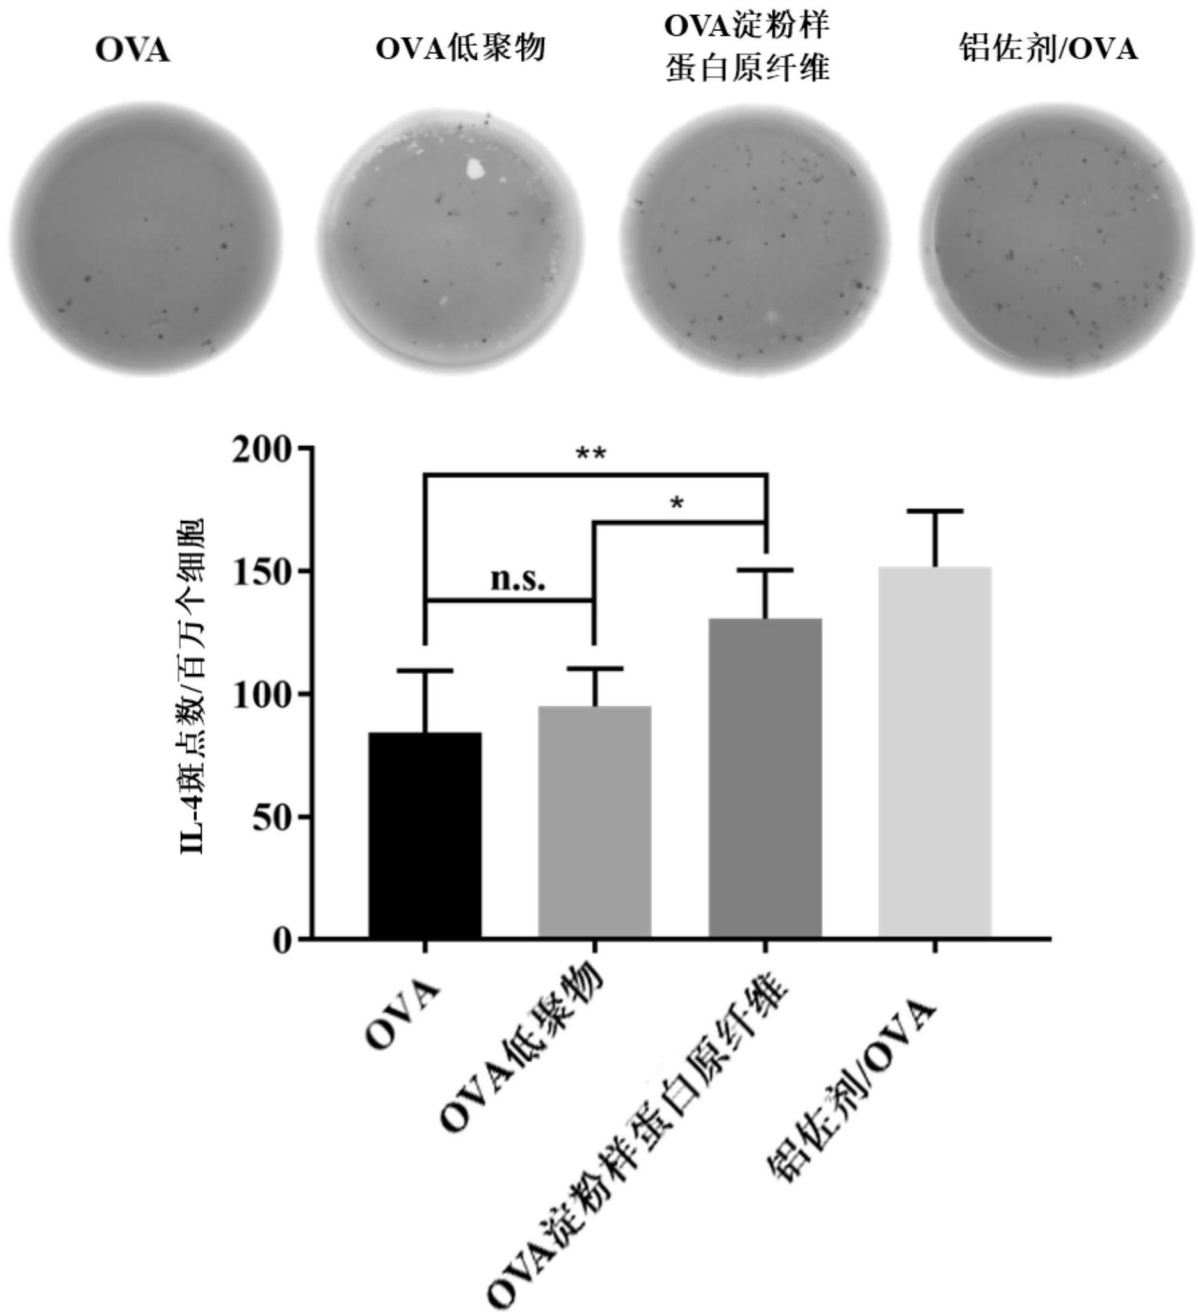 OVA
OVA低聚物
OVA淀粉样
蛋白原纤维
铝佐剂/OVA
200
150
100
50
0
IL-4斑点数/百万个细胞
**
*
n.s.
OVA
OVA低聚物
OVA淀粉样蛋白原纤维
铝佐剂/OVA